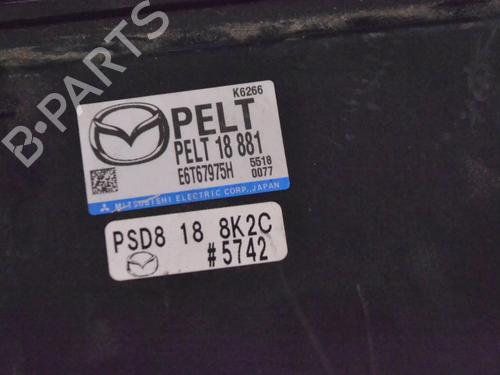 B-PARTS
K6266
PELT
PELT 18 881
E6T67975H
5518
0077
MITSUBISHI ELECTRIC CORP., JAPAN
PSD8 18 8K2C
#5742